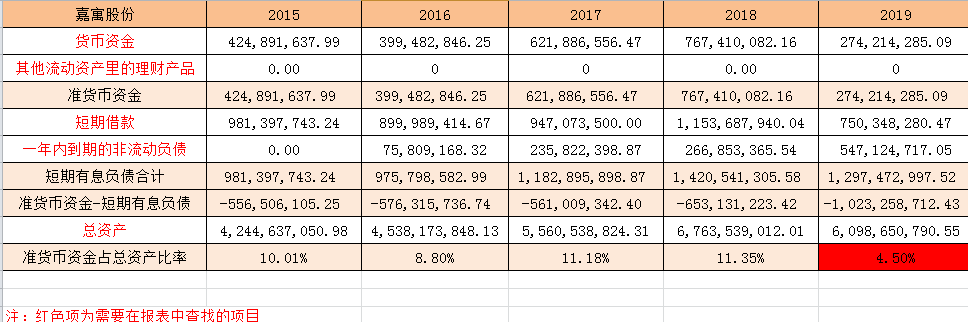 嘉寓股份 2015 2016 2017 2018 2019
货币资金 424,891,637.99 399,482,846.25 621,886,556.47 767,410,082.16 274,214,285.09
其他流动资产里的理财产品 0.00 0 0 0.00 0
准货币资金 424,891,637.99 399,482,846.25 621,886,556.47 767,410,082.16 274,214,285.09
短期借款 981,397,743.24 899,989,414.67 947,073,500.00 1,153,687,940.04 750,348,280.47
一年内到期的非流动负债 0.00 75,809,168.32 235,822,398.87 266,853,365.54 547,124,717.05
短期有息负债合计 981,397,743.24 975,798,582.99 1,182,895,898.87 1,420,541,305.58 1,297,472,997.52
准货币资金-短期有息负债 -556,506,105.25 -576,315,736.74 -561,009,342.40 -653,131,223.42 -1,023,258,712.43
总资产 4,244,637,050.98 4,538,173,848.13 5,560,538,824.31 6,763,539,012.01 6,098,650,790.55
准货币资金占总资产比率 10.01% 8.80% 11.18% 11.35% 4.50%
注：红色项为需要在报表中查找的项目